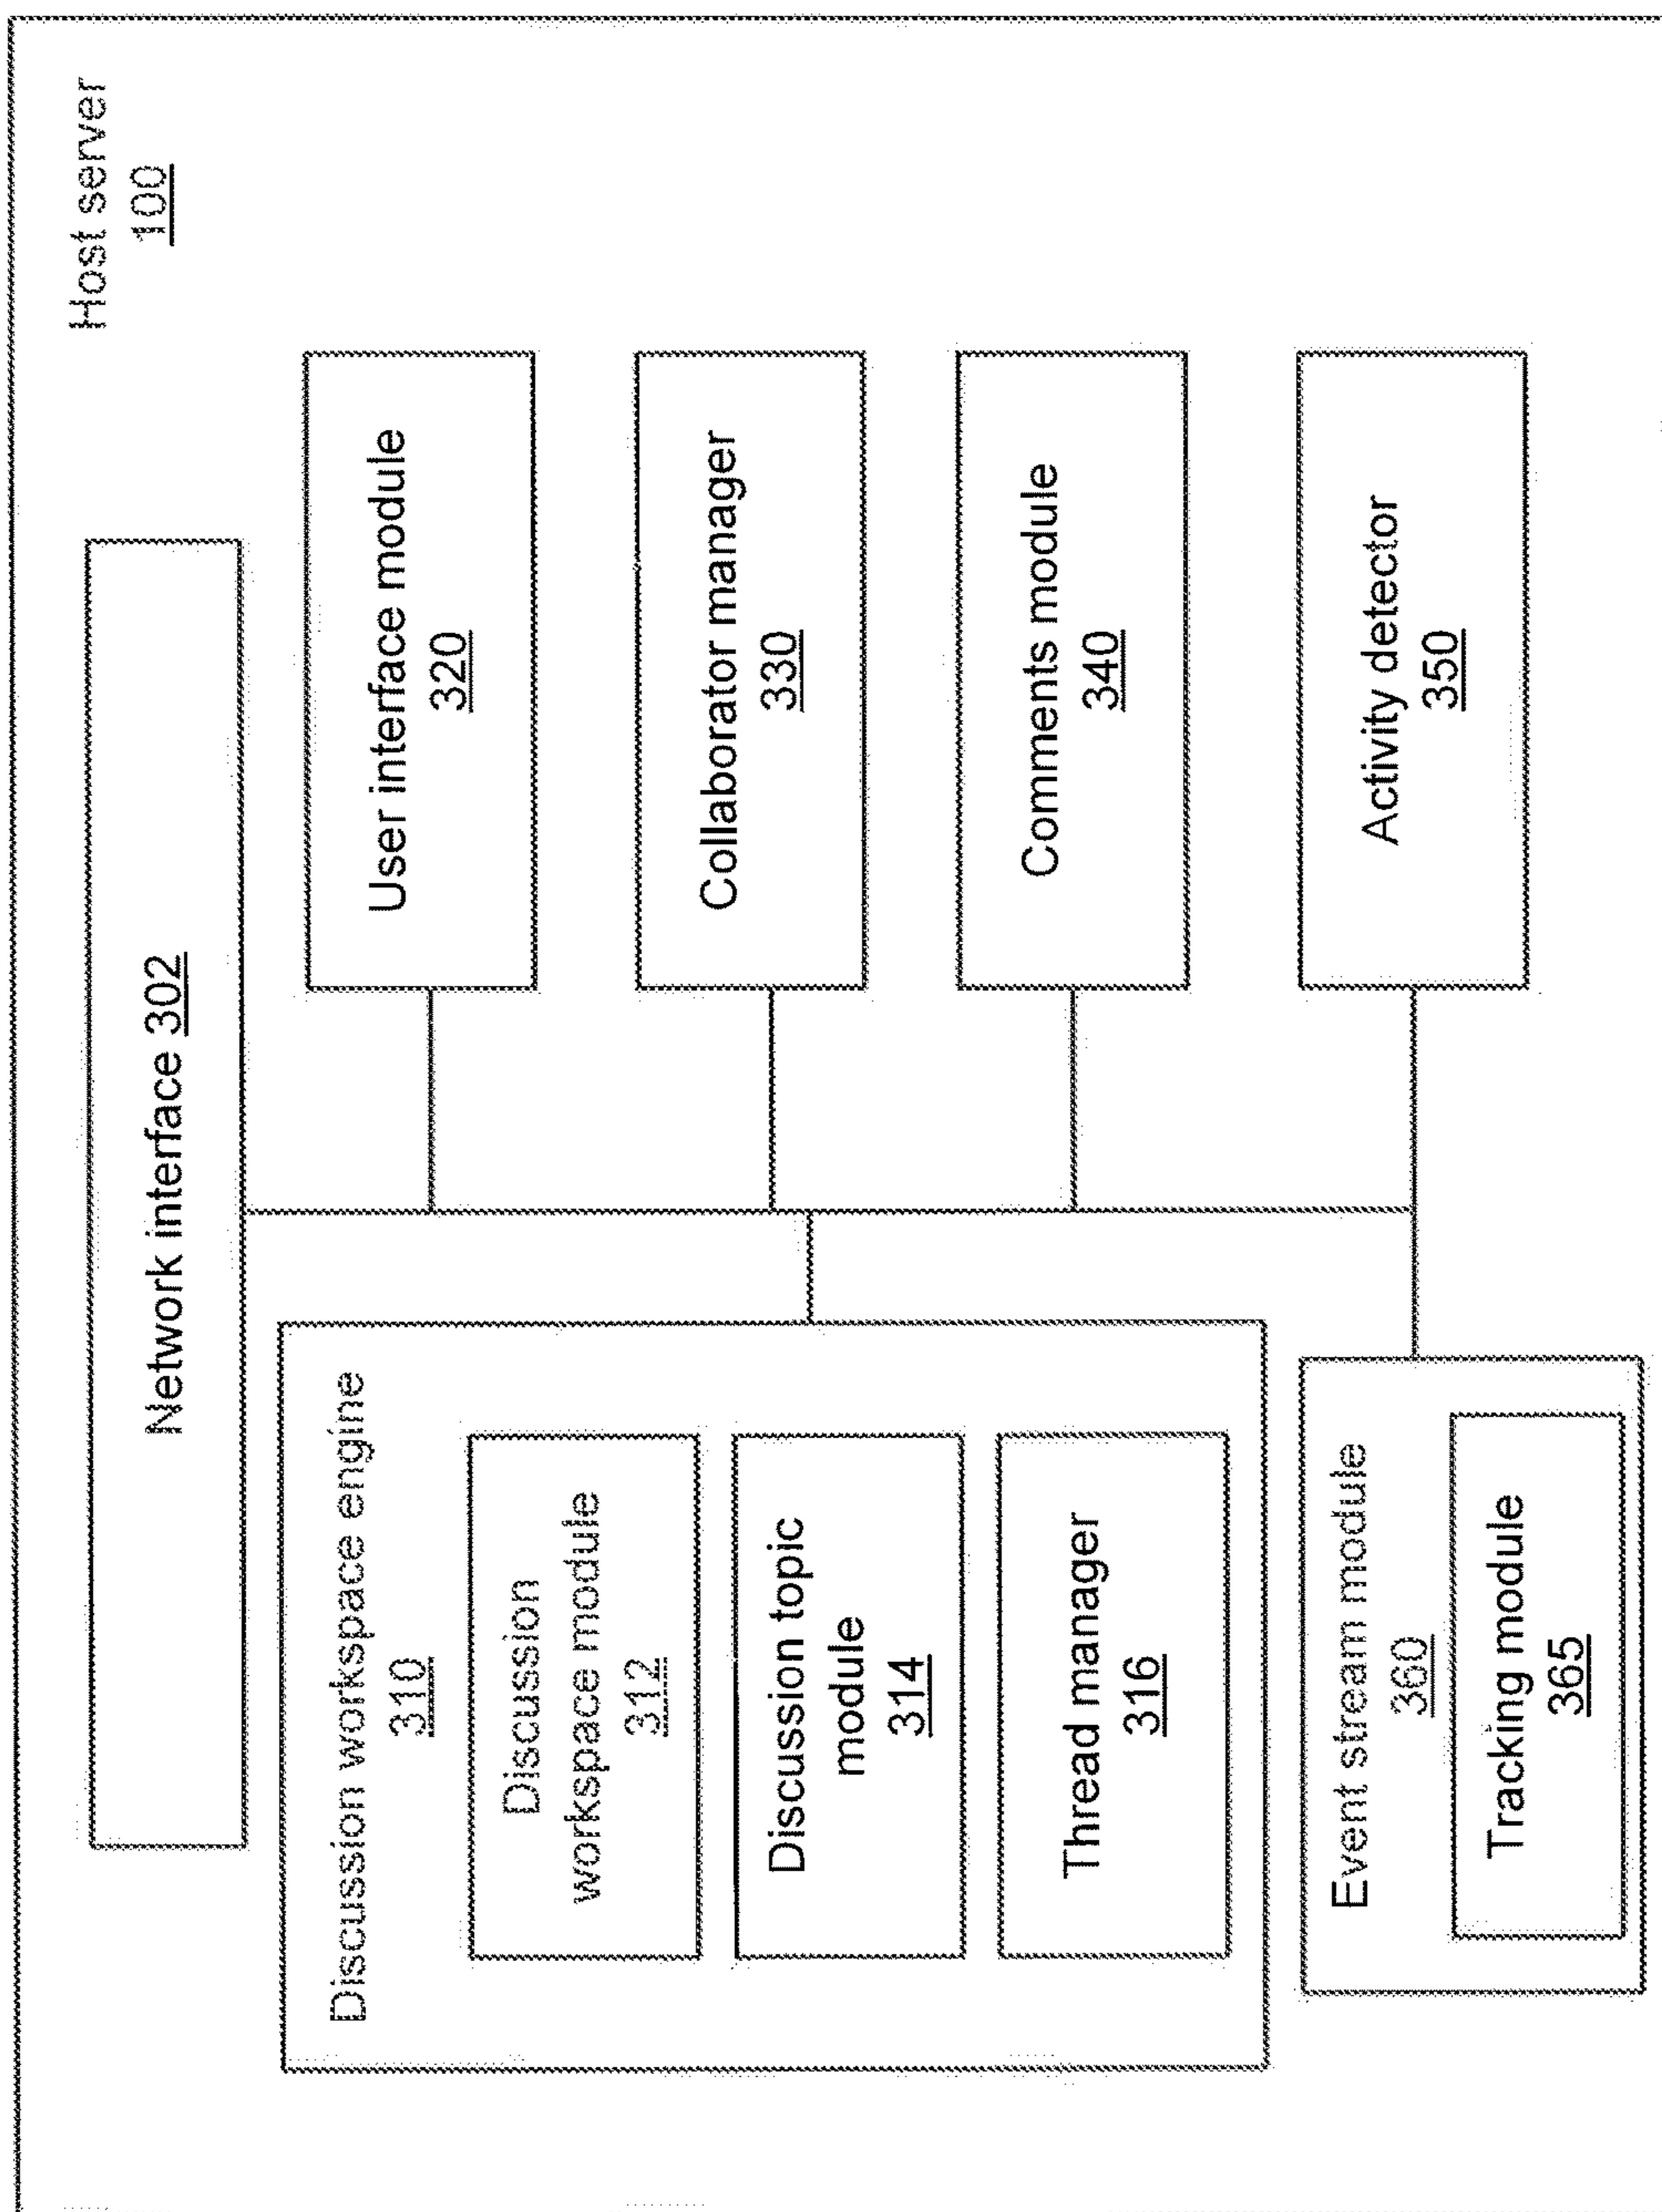 Host server
100
Network interface 302
Discussion workspace engine
310
Discussion
workspace module
312
Discussion topic
module
314
Thread manager
316
Event stream module
360
Tracking module
365
User interface module
320
Collaborator manager
330
Comments module
340
Activity detector
350